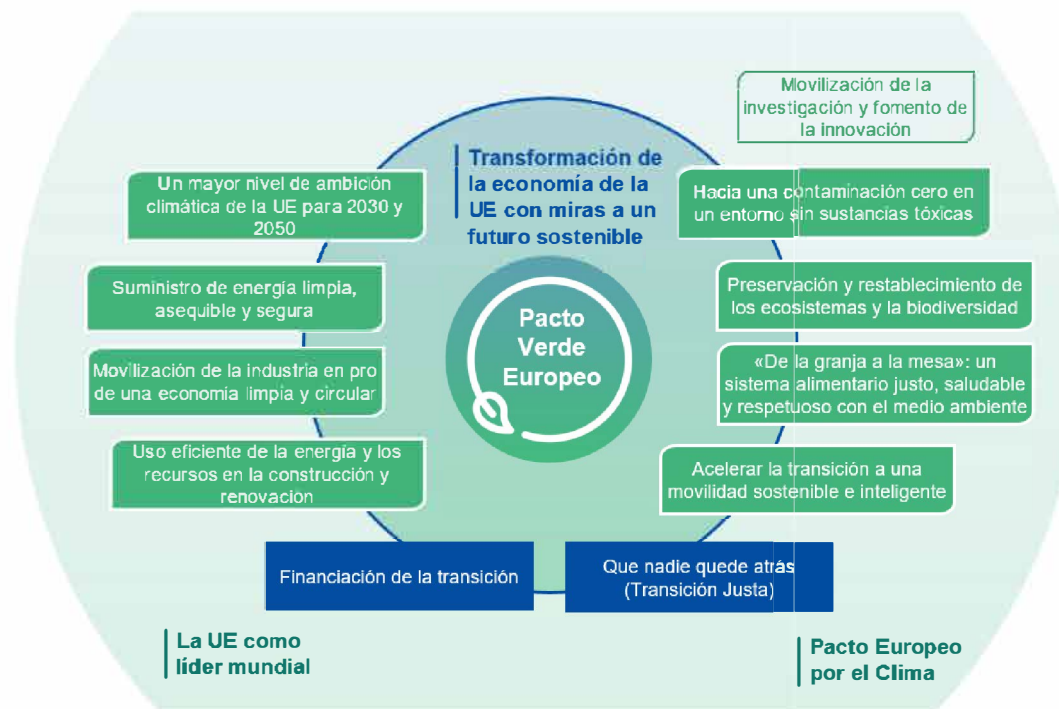 Movilización de la
investigación y fomento de
la innovación
Transformación de
la economía de la
UE con miras a un
futuro sostenible
Un mayor nivel de ambición
climática de la UE para 2030 y
2050
Hacia una contaminación cero en
un entorno sin sustancias tóxicas
Suministro de energía limpia,
asequible y segura
Preservación y restablecimiento de
los ecosistemas y la biodiversidad
Pacto
Verde
Europeo
Movilización de la industria en pro
de una economía limpia y circular
«De la granja a la mesa»: un
sistema alimentario justo, saludable
y respetuoso con el medio ambiente
Uso eficiente de la energía y los
recursos en la construcción y
renovación
Acelerar la transición a una
movilidad sostenible e inteligente
Financiación de la transición
Que nadie quede atrás
(Transición Justa)
La UE como
líder mundial
Pacto Europeo
por el Clima